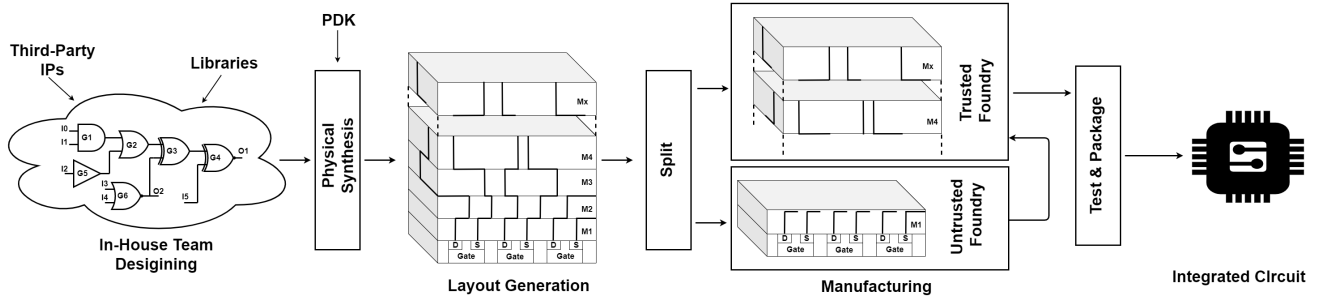 Third-Party
IPs
Libraries
I0
I1
G1
G2
G3
G4
O1
I2
G5
I3
I4
G6
O2
I5
In-House Team
Desigining
PDK
Physical
Synthesis
Mx
M4
M3
M2
M1
D
S
D
S
D
S
Gate
Gate
Gate
Layout Generation
Split
Mx
M4
Trusted
Foundry
M1
D
S
D
S
D
S
Gate
Gate
Gate
Untrusted
Foundry
Manufacturing
Test & Package
Integrated CIrcuit